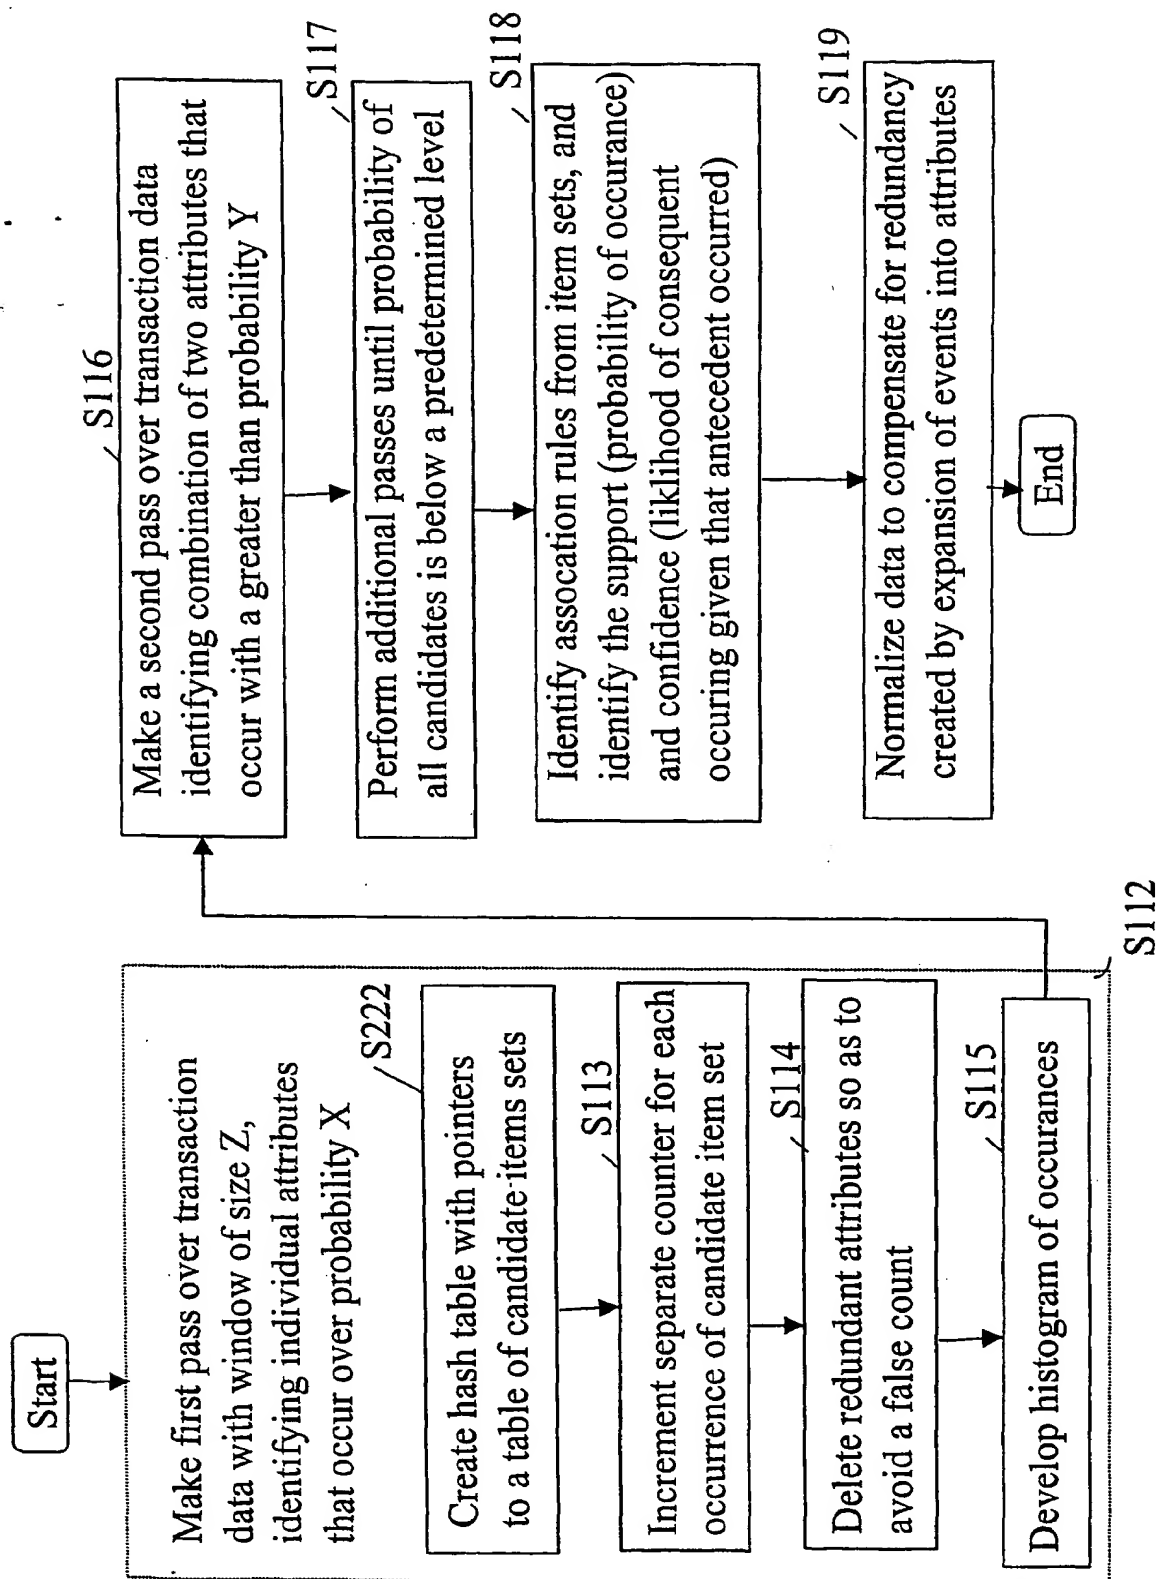 Start
Make first pass over transaction
data with window of size Z,
identifying individual attributes
that occur over probability X
S222
Create hash table with pointers
to a table of candidate items sets
S113
Increment separate counter for each
occurrence of candidate item set
S114
Delete redundant attributes so as to
avoid a false count
S115
Develop histogram of occurances
S112
S116
Make a second pass over transaction data
identifying combination of two attributes that
occur with a greater than probability Y
S117
Perform additional passes until probability of
all candidates is below a predetermined level
S118
Identify assocation rules from item sets, and
identify the support (probability of occurance)
and confidence (liklihood of consequent
occuring given that antecedent occurred)
S119
Normalize data to compensate for redundancy
created by expansion of events into attributes
End